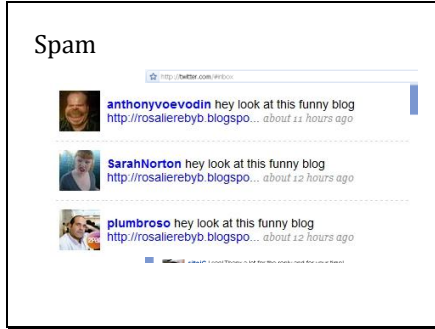 Spam
http://twitter.com/#inbox
anthonyvoevodin hey look at this funny blog
http://rosalierebyb.blogspo... about 11 hours ago
SarahNorton hey look at this funny blog
http://rosalierebyb.blogspo... about 12 hours ago
plumbroso hey look at this funny blog
http://rosalierebyb.blogspo... about 12 hours ago